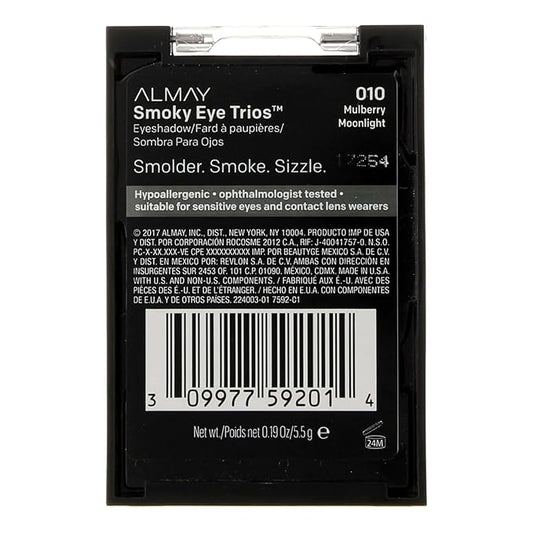 ALMAY
Smoky Eye Trios™
Eyeshadow/Fard à paupières/
Sombra Para Ojos
010
Mulberry
Moonlight
Smolder. Smoke. Sizzle.
17254
Hypoallergenic • ophthalmologist tested •
suitable for sensitive eyes and contact lens wearers
© 2017 ALMAY, INC., DIST., NEW YORK, NY 10004. PRODUCTO IMP DE USA
Y DIST. POR CORPORACIÓN ROCOSME 2012 C.A., RIF: J-40041757-0. N.S.O.
PC-X-XX.XXX-VE CPE XXXXXXXXXX IMP. POR BEAUTYGE MEXICO S.A. DE C.V.
Y DIST. EN MEXICO POR: REVLON S.A. DE C.V. AMBAS CON DIRECCIÓN EN
INSURGENTES SUR 2453 OF. 101 C.P. 01090. MÉXICO, CDMX. MADE IN U.S.A.
WITH U.S. AND NON-U.S. COMPONENTS. / FABRIQUÉ AUX É.-U. AVEC DES
PIÈCES DES É.-U. ET DE L'ÉTRANGER. / HECHO EN E.U.A. CON COMPONENTES
DE E.U.A. Y DE OTROS PAÍSES. 224003-01 7592-01
3 09977 59201 4
Net wt./Poids net 0.19 Oz/5.5g e
24M